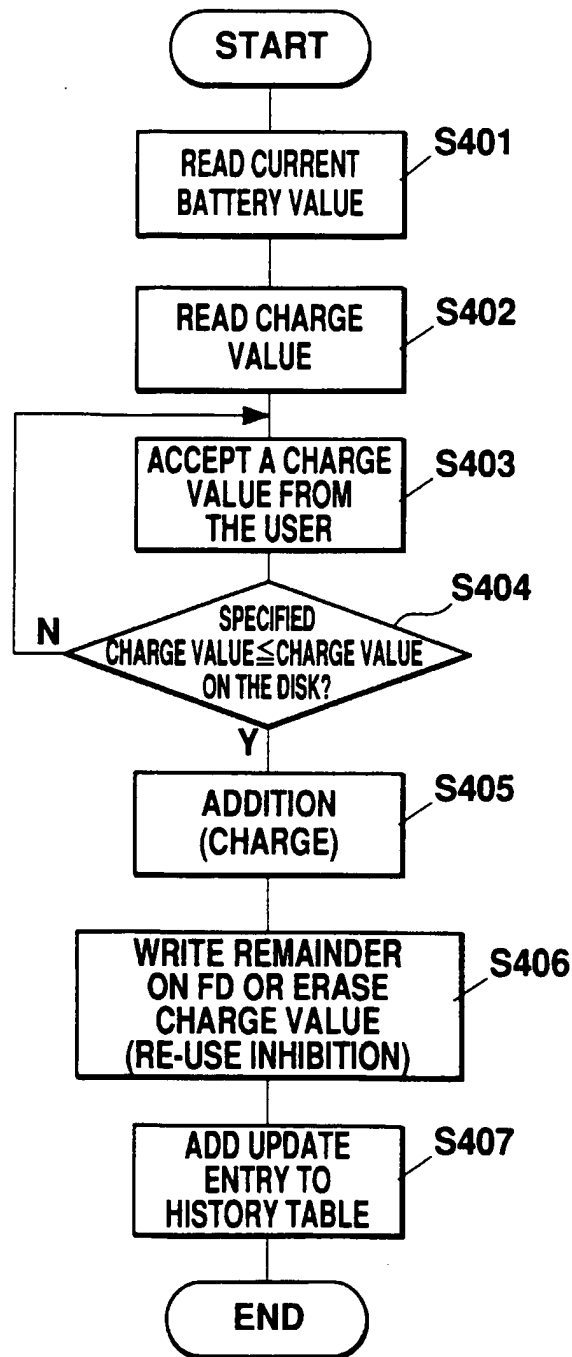 START
S401
READ CURRENT
BATTERY VALUE
S402
READ CHARGE
VALUE
S403
ACCEPT A CHARGE
VALUE FROM
THE USER
S404
N
SPECIFIED
CHARGE VALUE≦CHARGE VALUE
ON THE DISK?
Y
S405
ADDITION
(CHARGE)
S406
WRITE REMAINDER
ON FD OR ERASE
CHARGE VALUE
(RE-USE INHIBITION)
S407
ADD UPDATE
ENTRY TO
HISTORY TABLE
END